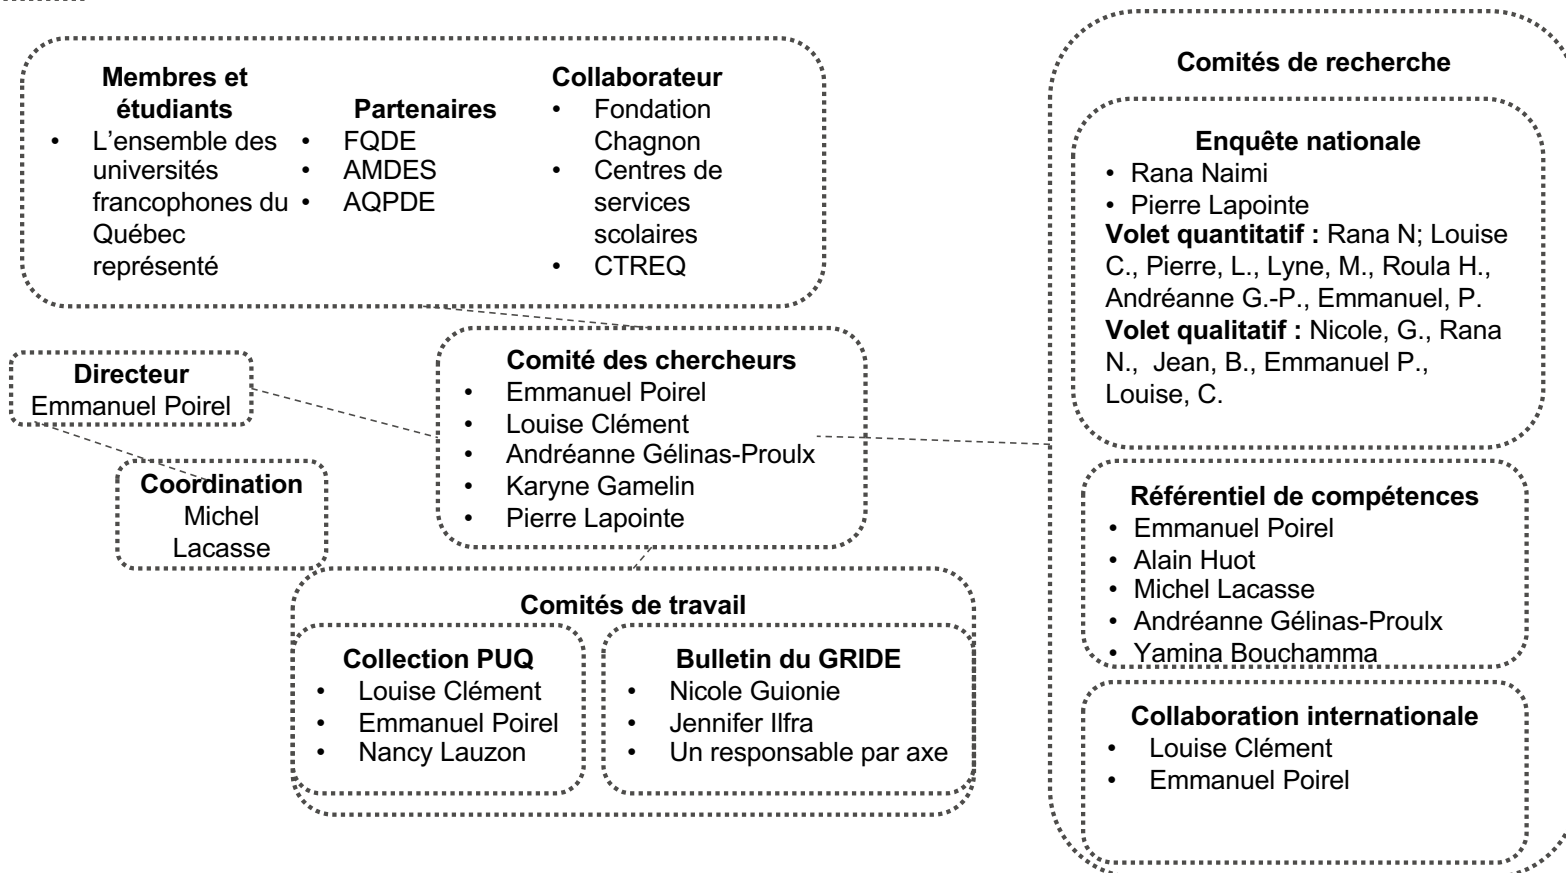 Membres et
étudiants
• L’ensemble des
universités
francophones du
Québec
représenté
Partenaires
• FQDE
• AMDES
• AQPDE
Collaborateur
• Fondation
Chagnon
• Centres de
services
scolaires
• CTREQ
Directeur
Emmanuel Poirel
Coordination
Michel
Lacasse
Comité des chercheurs
• Emmanuel Poirel
• Louise Clément
• Andréanne Gélinas-Proulx
• Karyne Gamelin
• Pierre Lapointe
Comités de travail
Collection PUQ
• Louise Clément
• Emmanuel Poirel
• Nancy Lauzon
Bulletin du GRIDE
• Nicole Guionie
• Jennifer Ilfra
• Un responsable par axe
Comités de recherche
Enquête nationale
• Rana Naimi
• Pierre Lapointe
Volet quantitatif : Rana N; Louise
C., Pierre, L., Lyne, M., Roula H.,
Andréanne G.-P., Emmanuel, P.
Volet qualitatif : Nicole, G., Rana
N., Jean, B., Emmanuel P.,
Louise, C.
Référentiel de compétences
• Emmanuel Poirel
• Alain Huot
• Michel Lacasse
• Andréanne Gélinas-Proulx
• Yamina Bouchamma
Collaboration internationale
• Louise Clément
• Emmanuel Poirel